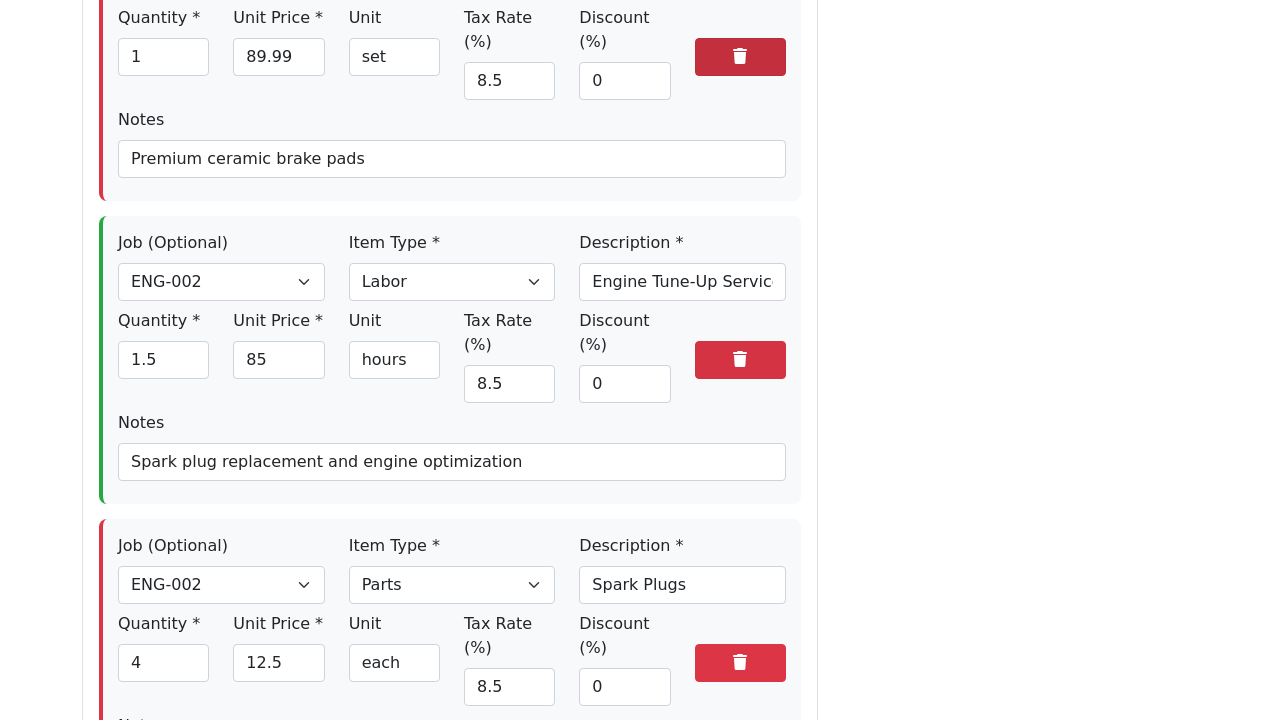 Quantity * Unit Price * Unit Tax Rate (%) Discount (%)
1 89.99 set 8.5 0
Notes
Premium ceramic brake pads
Job (Optional) Item Type * Description *
ENG-002 Labor Engine Tune-Up Servic
Quantity * Unit Price * Unit Tax Rate (%) Discount (%)
1.5 85 hours 8.5 0
Notes
Spark plug replacement and engine optimization
Job (Optional) Item Type * Description *
ENG-002 Parts Spark Plugs
Quantity * Unit Price * Unit Tax Rate (%) Discount (%)
4 12.5 each 8.5 0